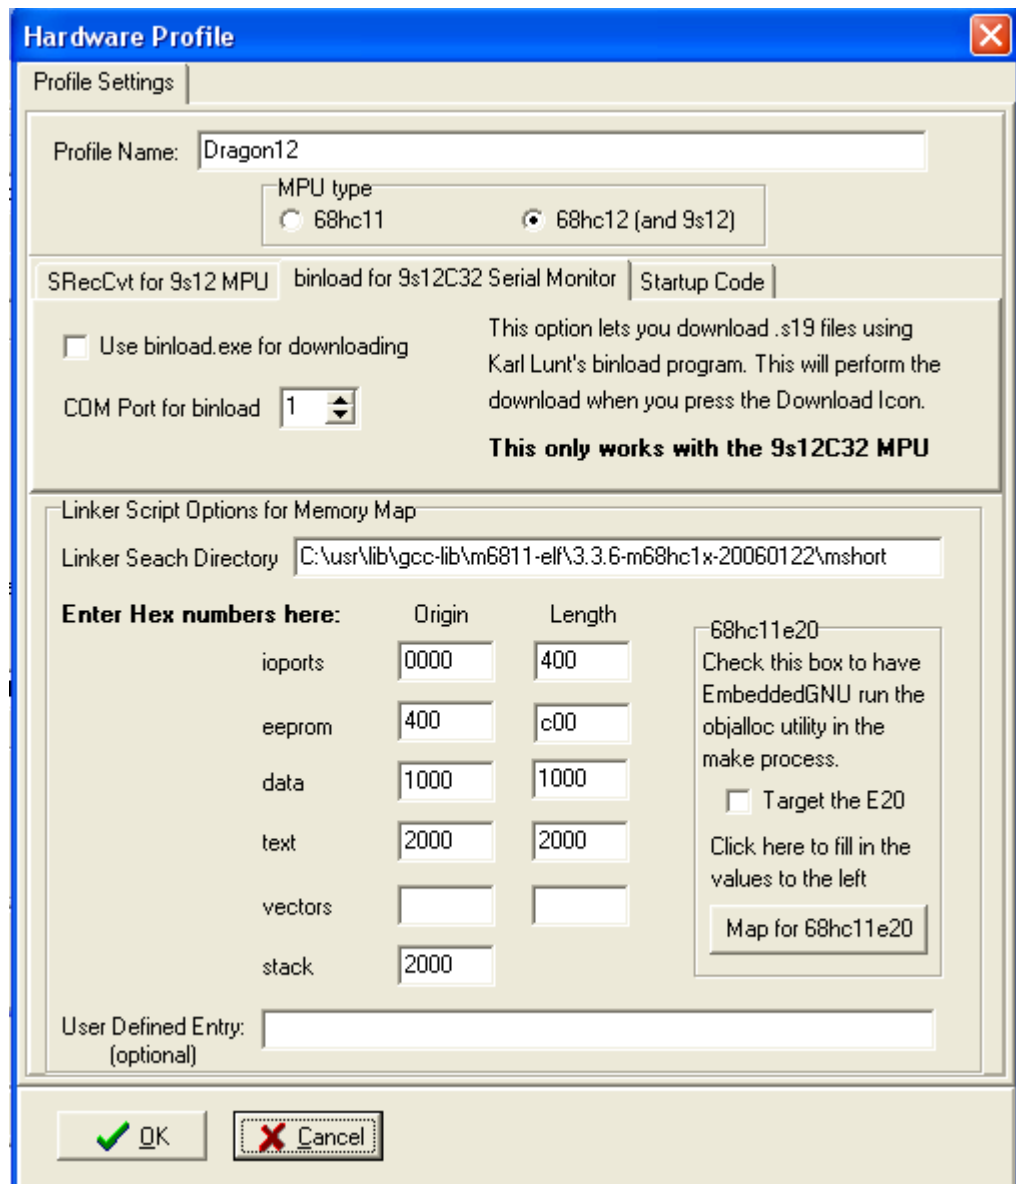 Hardware Profile
Profile Settings
Profile Name: Dragon12
MPU type
68hc11 68hc12 (and 9s12)
SRecCvt for 9s12 MPU binload for 9s12C32 Serial Monitor Startup Code
Use binload.exe for downloading
COM Port for binload 1
This option lets you download .s19 files using
Karl Lunt's binload program. This will perform the
download when you press the Download Icon.
This only works with the 9s12C32 MPU
Linker Script Options for Memory Map
Linker Seach Directory C:\usr\lib\gcc-lib\m6811-elf\3.3.6-m68hc1x-20060122\mshort
Enter Hex numbers here: Origin Length
ioports 0000 400
eeprom 400 c00
data 1000 1000
text 2000 2000
vectors
stack 2000
68hc11e20
Check this box to have
EmbeddedGNU run the
objalloc utility in the
make process.
Target the E20
Click here to fill in the
values to the left
Map for 68hc11e20
User Defined Entry:
(optional)
OK Cancel